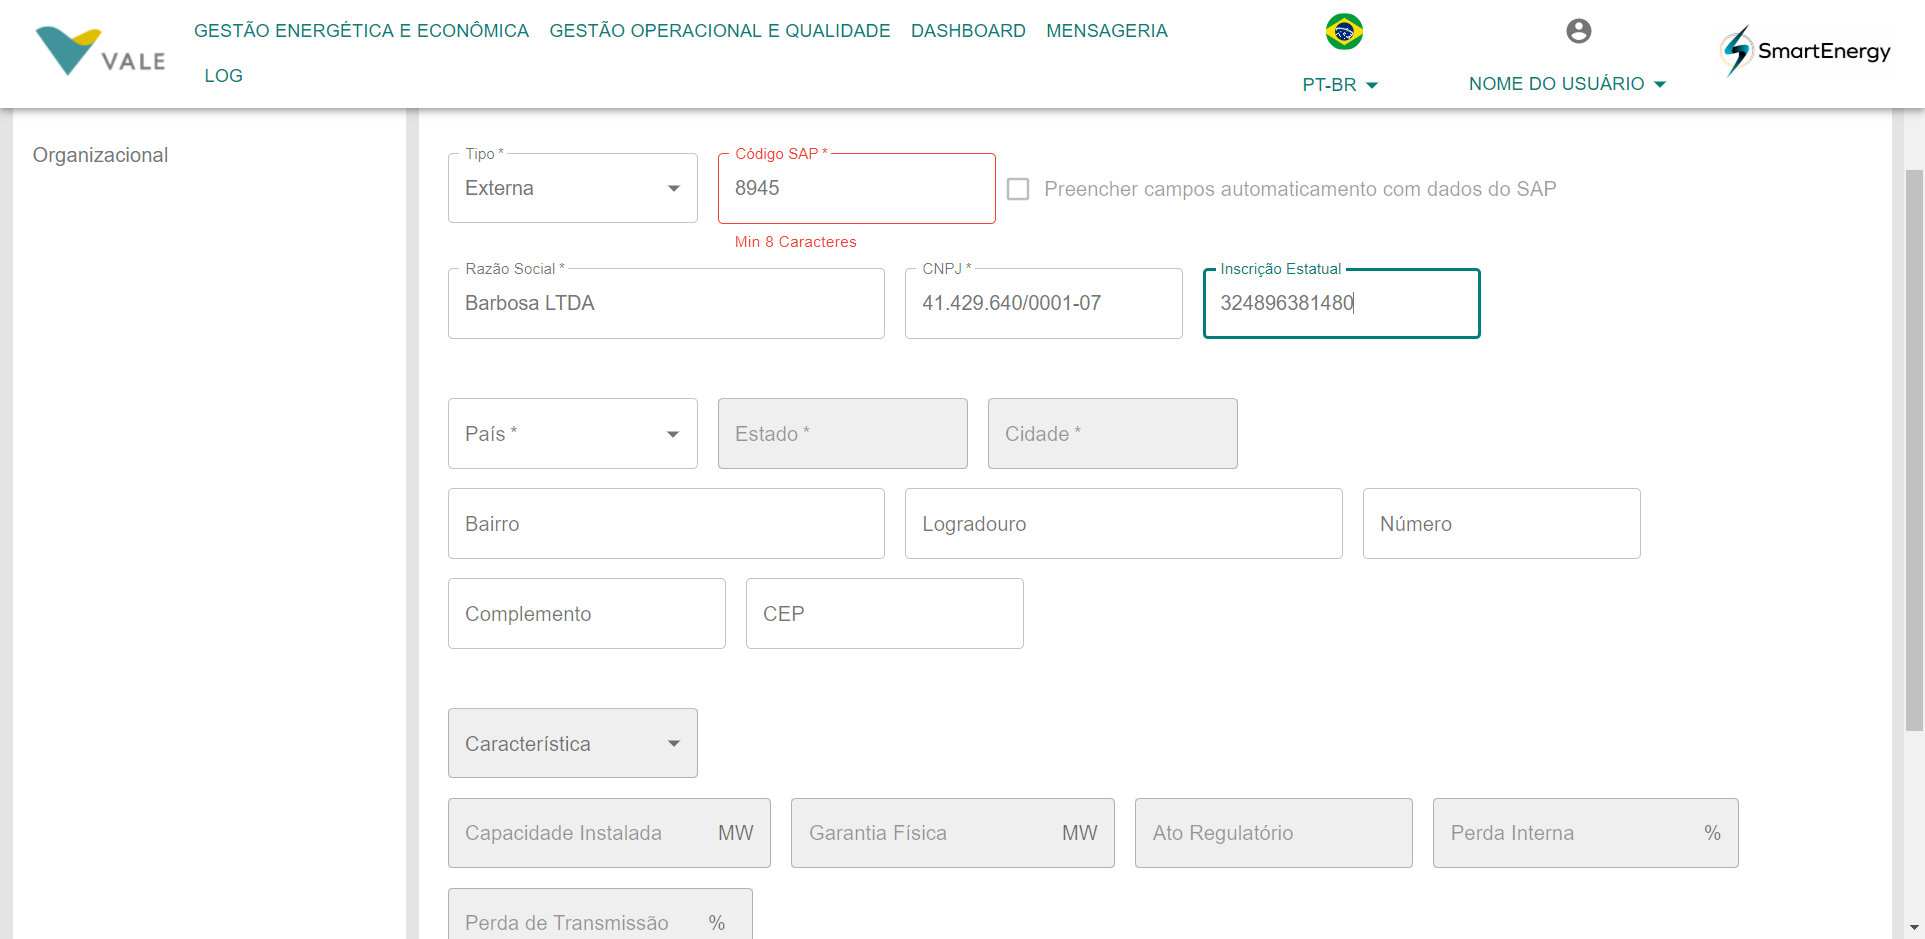 VALE
GESTÃO ENERGÉTICA E ECONÔMICA GESTÃO OPERACIONAL E QUALIDADE DASHBOARD MENSAGERIA
LOG
PT-BR
NOME DO USUÁRIO
SmartEnergy
Organizacional
Tipo *
Externa
Código SAP *
8945
Min 8 Caracteres
Preencher campos automaticamento com dados do SAP
Razão Social *
Barbosa LTDA
CNPJ *
41.429.640/0001-07
Inscrição Estatual
324896381480
País *
Estado *
Cidade *
Bairro
Logradouro
Número
Complemento
CEP
Característica
Capacidade Instalada MW
Garantia Física MW
Ato Regulatório
Perda Interna %
Perda de Transmissão %